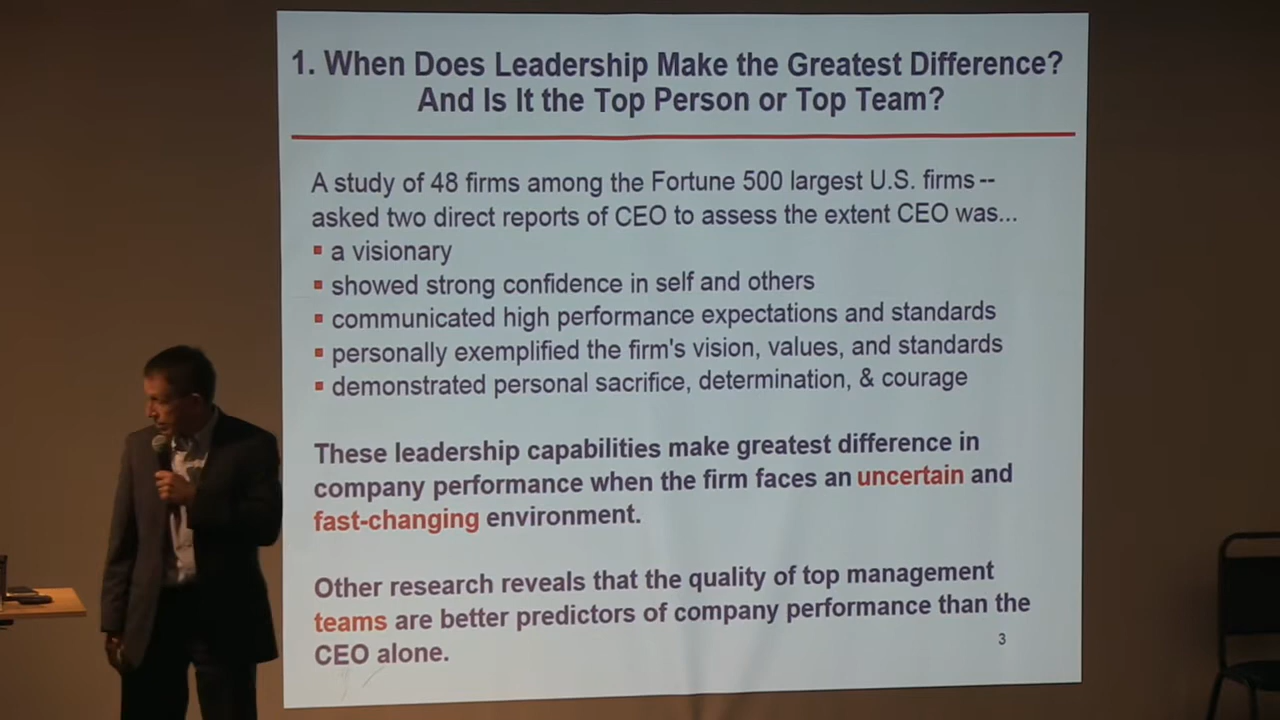 1. When Does Leadership Make the Greatest Difference?
And Is It the Top Person or Top Team?
A study of 48 firms among the Fortune 500 largest U.S. firms --
asked two direct reports of CEO to assess the extent CEO was...
▪ a visionary
▪ showed strong confidence in self and others
▪ communicated high performance expectations and standards
▪ personally exemplified the firm's vision, values, and standards
▪ demonstrated personal sacrifice, determination, & courage
These leadership capabilities make greatest difference in
company performance when the firm faces an uncertain and
fast-changing environment.
Other research reveals that the quality of top management
teams are better predictors of company performance than the
CEO alone.
3